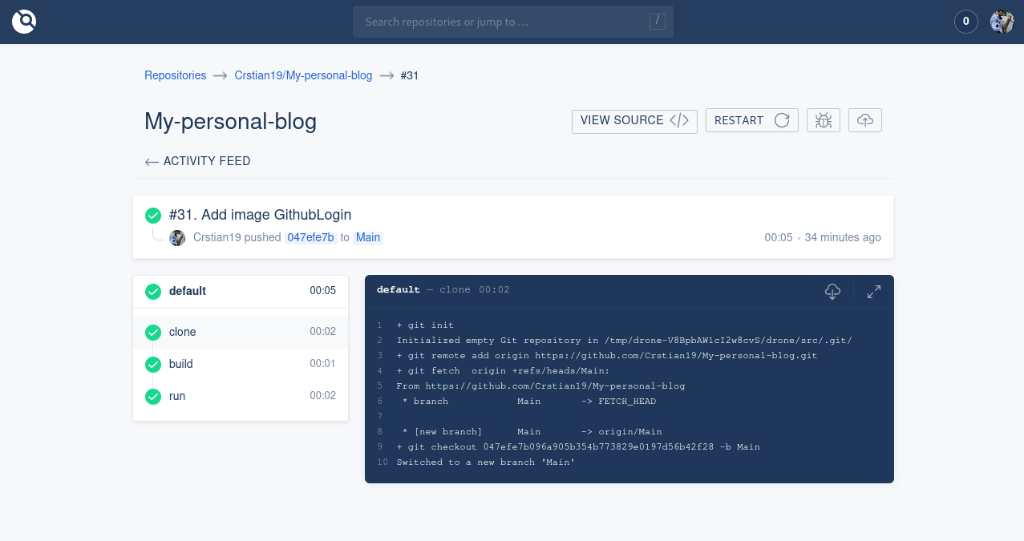 Search repositories or jump to ... /
0
Repositories → Crstian19/My-personal-blog → #31
My-personal-blog
VIEW SOURCE </>
RESTART
← ACTIVITY FEED
#31. Add image GithubLogin
Crstian19 pushed 047efe7b to Main
00:05 · 34 minutes ago
default 00:05
clone 00:02
build 00:01
run 00:02
default — clone 00:02
1 + git init
2 Initialized empty Git repository in /tmp/drone-V8BpbAWlcI2w8cvS/drone/src/.git/
3 + git remote add origin https://github.com/Crstian19/My-personal-blog.git
4 + git fetch  origin +refs/heads/Main:
5 From https://github.com/Crstian19/My-personal-blog
6  * branch            Main       -> FETCH_HEAD
7
8  * [new branch]      Main       -> origin/Main
9 + git checkout 047efe7b096a905b354b773829e0197d56b42f28 -b Main
10 Switched to a new branch 'Main'